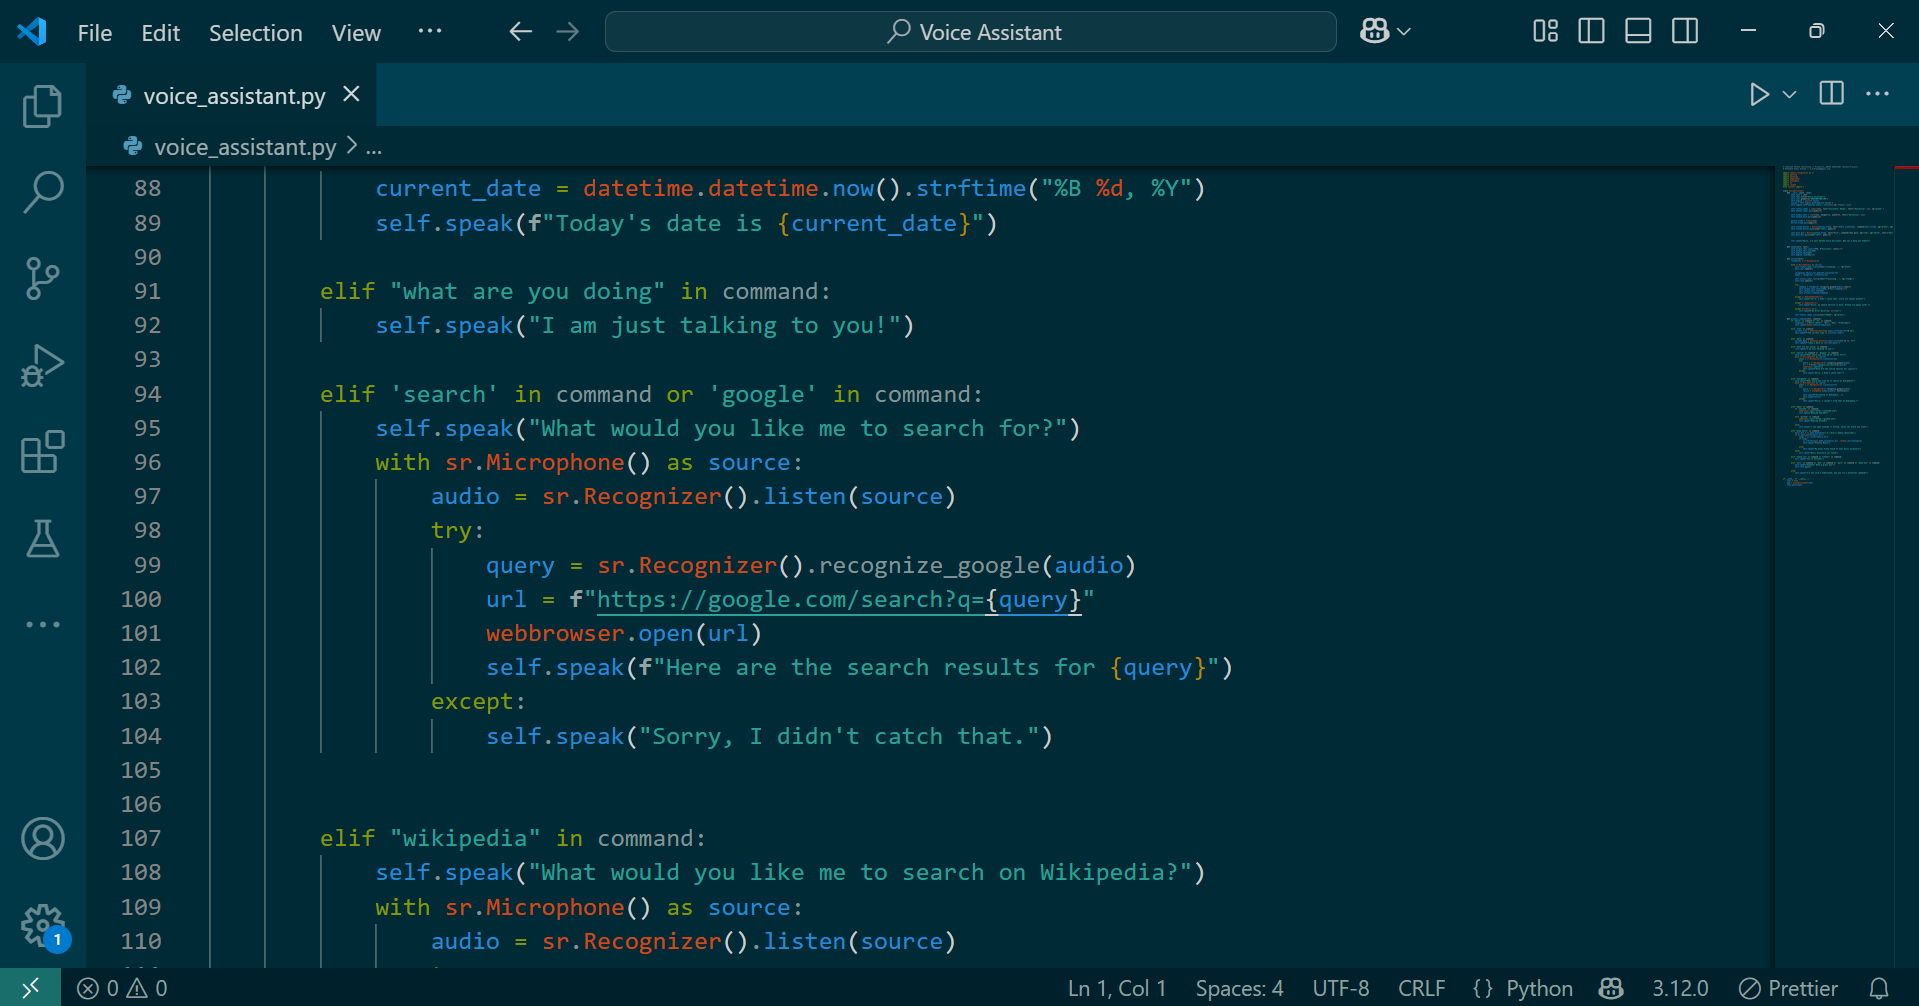 File Edit Selection View ··· Voice Assistant
voice_assistant.py
voice_assistant.py > ...
88 current_date = datetime.datetime.now().strftime("%B %d, %Y")
89 self.speak(f"Today's date is {current_date}")
90
91 elif "what are you doing" in command:
92 self.speak("I am just talking to you!")
93
94 elif 'search' in command or 'google' in command:
95 self.speak("What would you like me to search for?")
96 with sr.Microphone() as source:
97 audio = sr.Recognizer().listen(source)
98 try:
99 query = sr.Recognizer().recognize_google(audio)
100 url = f"https://google.com/search?q={query}"
101 webbrowser.open(url)
102 self.speak(f"Here are the search results for {query}")
103 except:
104 self.speak("Sorry, I didn't catch that.")
105
106
107 elif "wikipedia" in command:
108 self.speak("What would you like me to search on Wikipedia?")
109 with sr.Microphone() as source:
110 audio = sr.Recognizer().listen(source)
1
0 0 Ln 1, Col 1 Spaces: 4 UTF-8 CRLF {} Python 3.12.0 Prettier